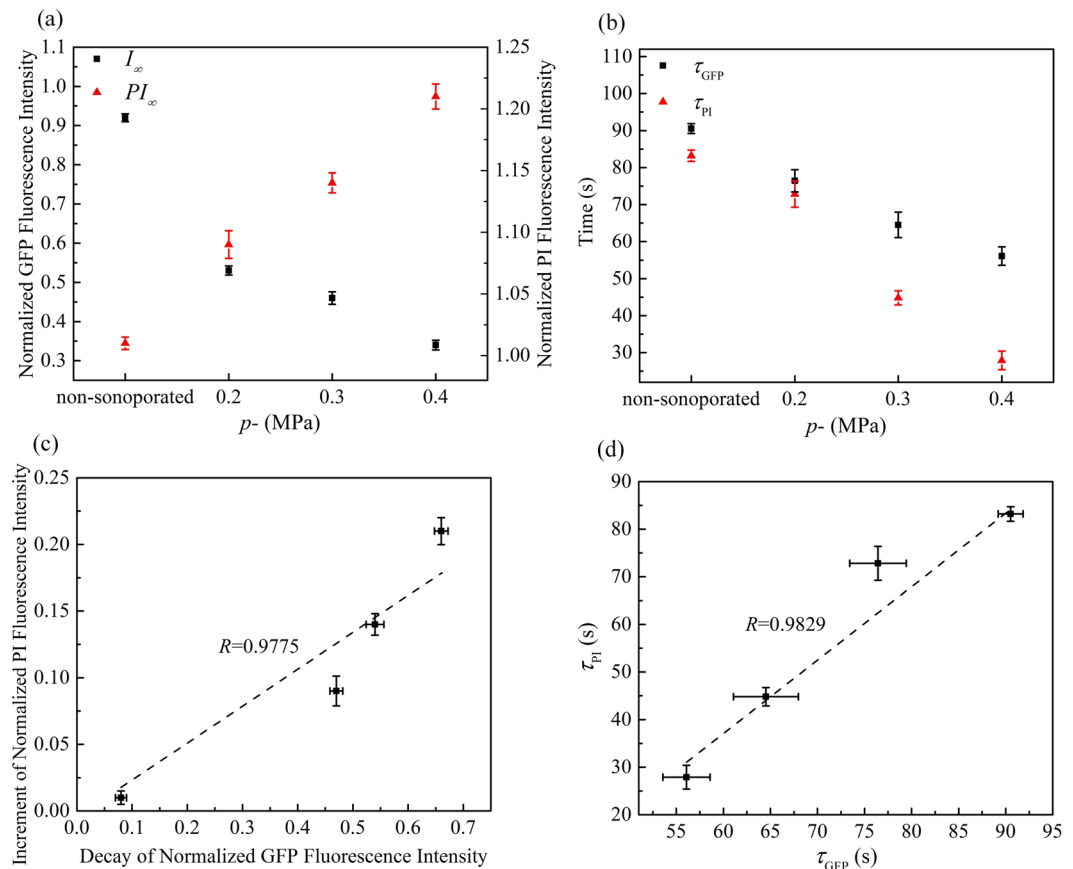 (a)
Normalized GFP Fluorescence Intensity
1.1
1.0
0.9
0.8
0.7
0.6
0.5
0.4
0.3
I∞
PI∞
1.25
1.20
1.15
1.10
1.05
1.00
Normalized PI Fluorescence Intensity
non-sonoporated 0.2 0.3 0.4
p- (MPa)
(b)
Time (s)
110
100
90
80
70
60
50
40
30
τGFP
τPI
non-sonoporated 0.2 0.3 0.4
p- (MPa)
(c)
Increment of Normalized PI Fluorescence Intensity
0.25
0.20
0.15
0.10
0.05
0.00
R=0.9775
0.0 0.1 0.2 0.3 0.4 0.5 0.6 0.7
Decay of Normalized GFP Fluorescence Intensity
(d)
τPI (s)
90
80
70
60
50
40
30
20
R=0.9829
55 60 65 70 75 80 85 90 95
τGFP (s)